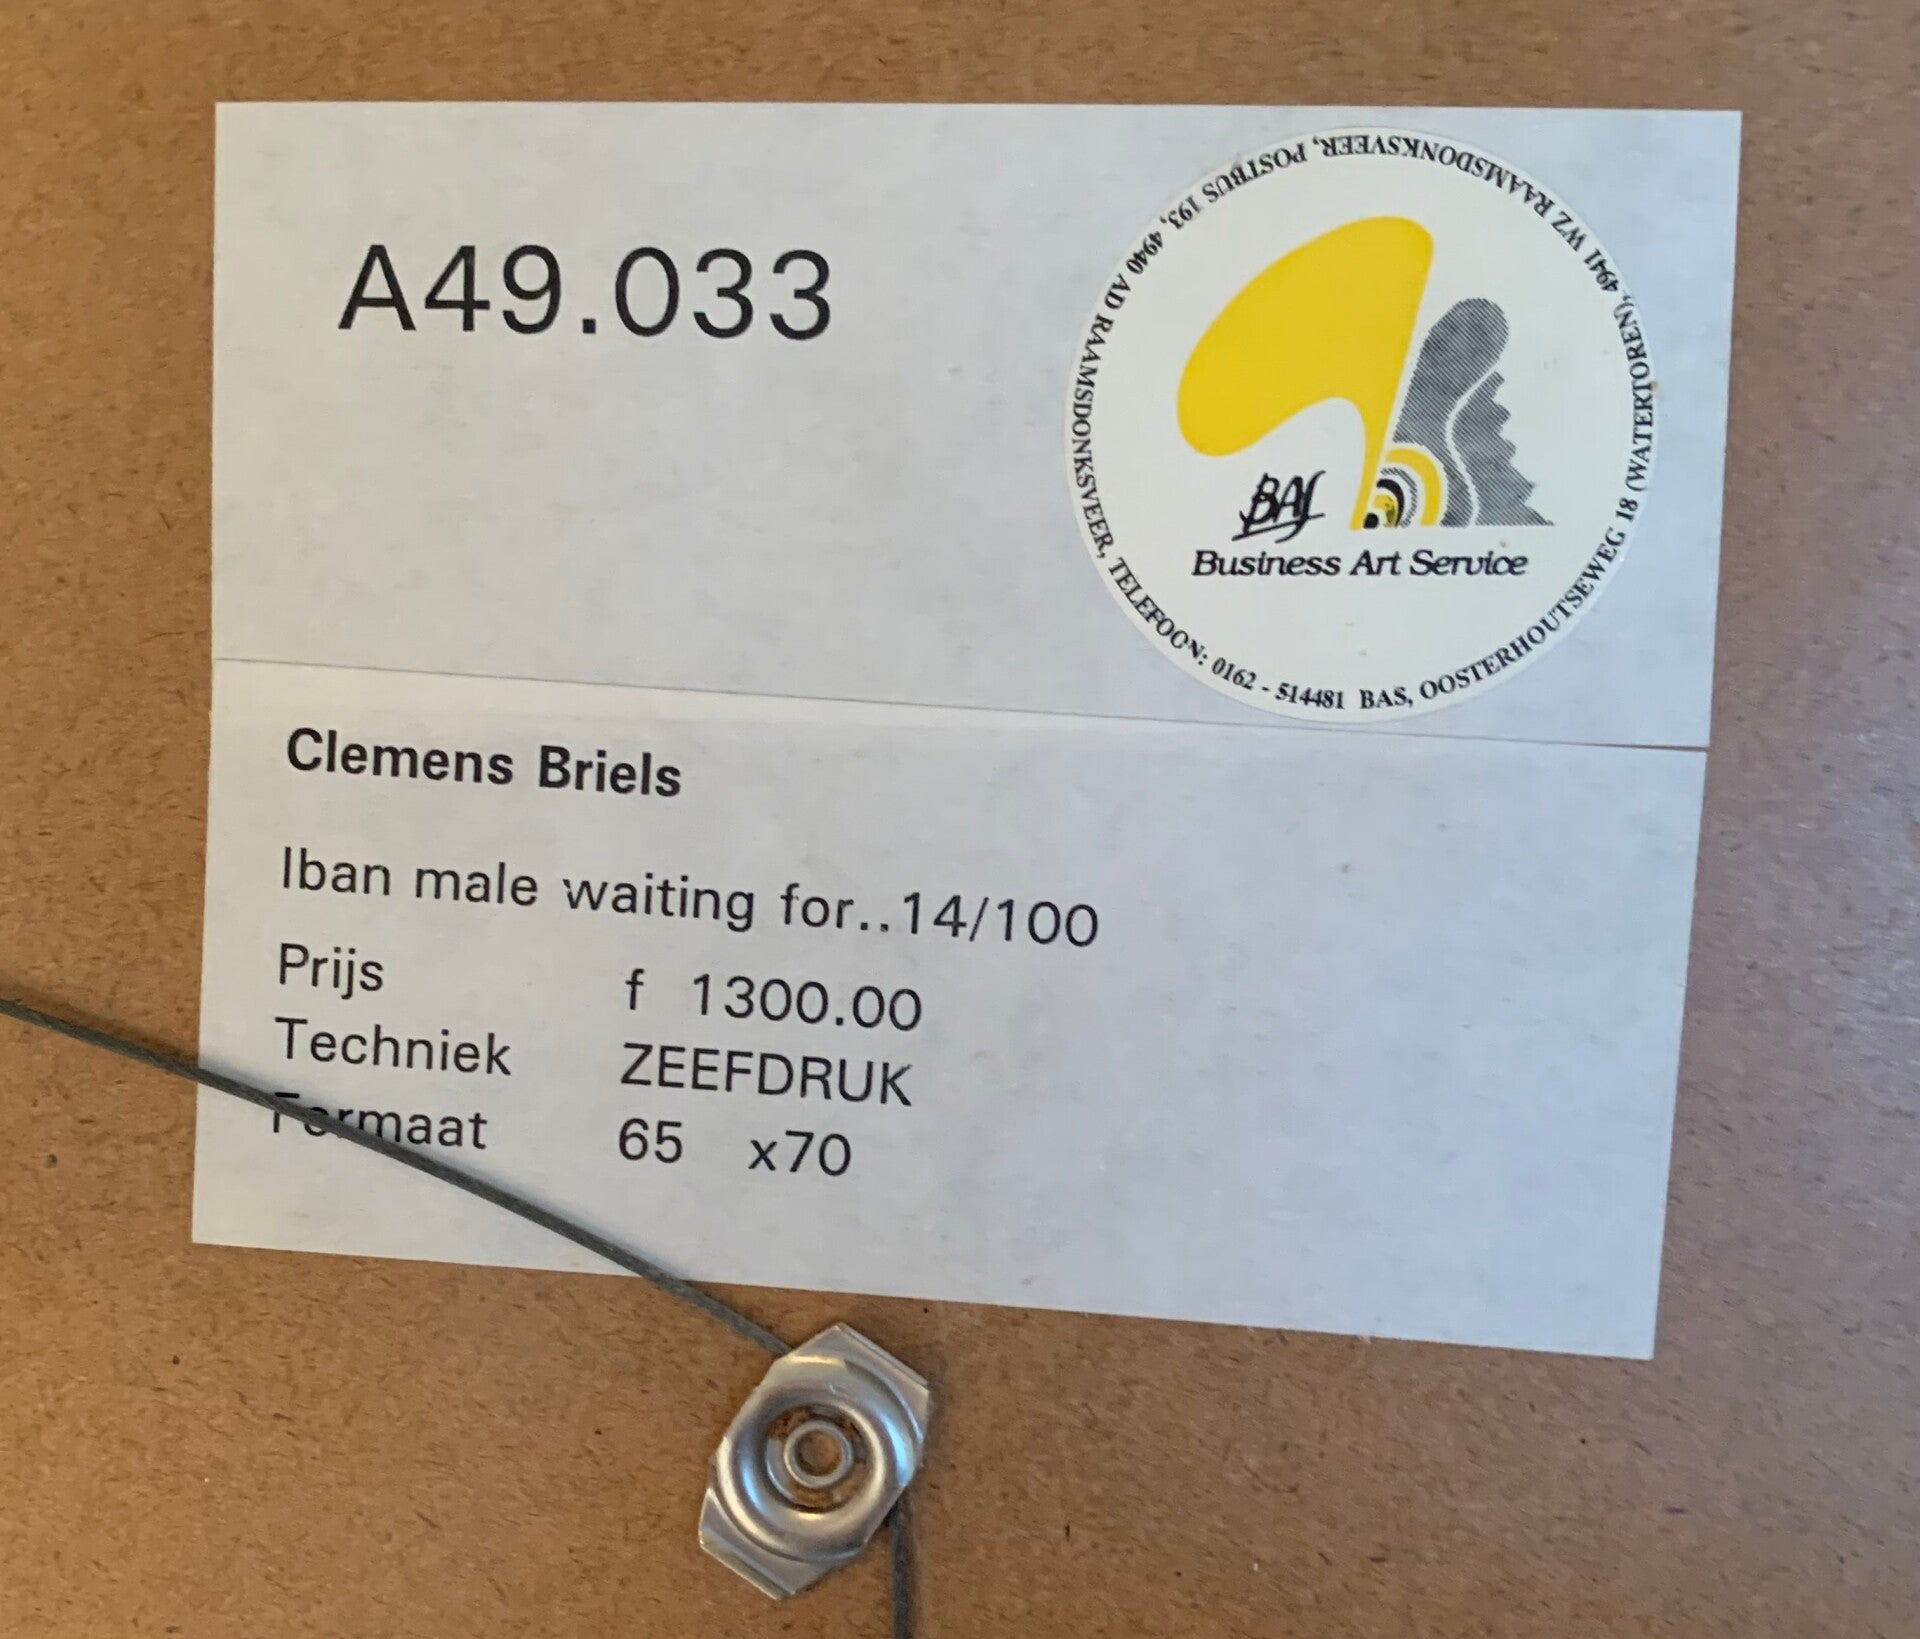 A49.033
BAS, OOSTERHOUTSEWEG 18 (WATERTOREN), 4941 WZ RAAMSDONKSVEER, POSTBUS 193, 4940 AD RAAMSDONKSVEER, TELEFOON: 0162 - 514481
BAS
Business Art Service
Clemens Briels
Iban male waiting for..14/100
Prijs f 1300.00
Techniek ZEEFDRUK
Formaat 65 x70